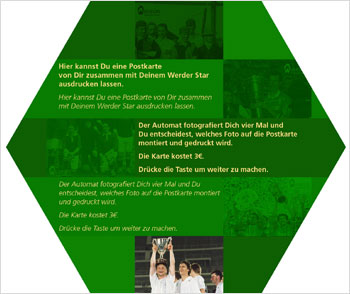 Hier kannst Du eine Postkarte
von Dir zusammen mit Deinem Werder Star
ausdrucken lassen.
Hier kannst Du eine Postkarte von Dir zusammen
mit Deinem Werder Star ausdrucken lassen.
Der Automat fotografiert Dich vier Mal und
Du entscheidest, welches Foto auf die Postkarte
montiert und gedruckt wird.
Die Karte kostet 3€.
Drücke die Taste um weiter zu machen.
Der Automat fotografiert Dich vier Mal und Du
entscheidest, welches Foto auf die Postkarte montiert
und gedruckt wird.
Die Karte kostet 3€.
Drücke die Taste um weiter zu machen.